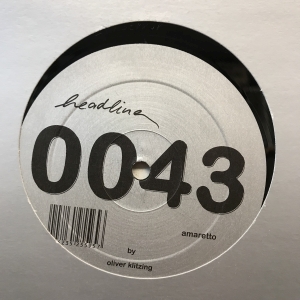 headline
0043
amaretto
by
oliver klitzing